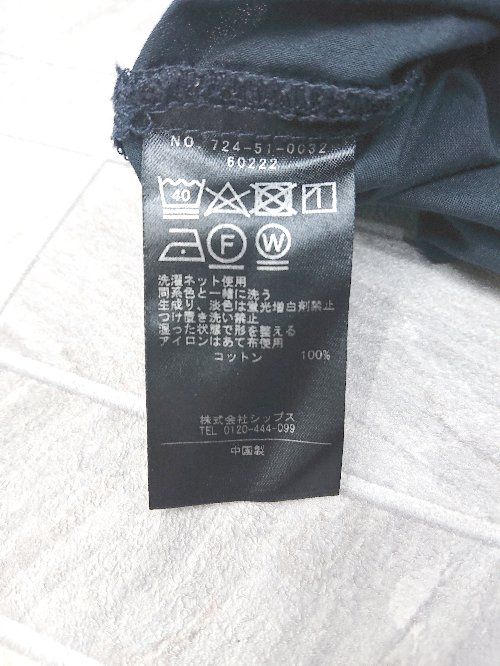 NO. 724-51-0032
60222
40
F W
洗濯ネット使用
同系色と一緒に洗う
生成り、淡色は蛍光増白剤禁止
つけ置き洗い禁止
湿った状態で形を整える
アイロンはあて布使用
コットン 100%
株式会社シップス
TEL 0120-444-099
中国製